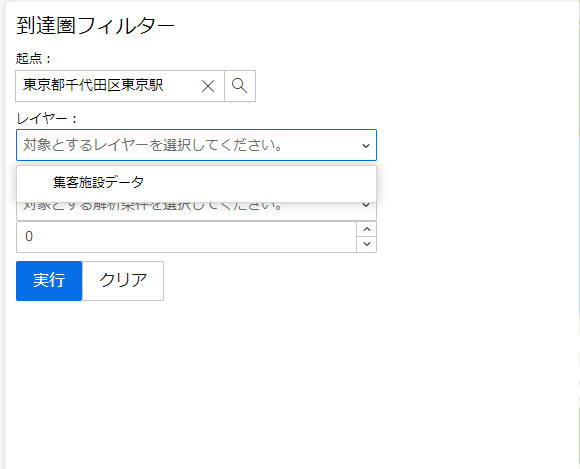 到達圏フィルター
起点：
東京都千代田区東京駅
レイヤー：
対象とするレイヤーを選択してください。
集客施設データ
対象とする解析条件を選択してください。
0
実行 クリア